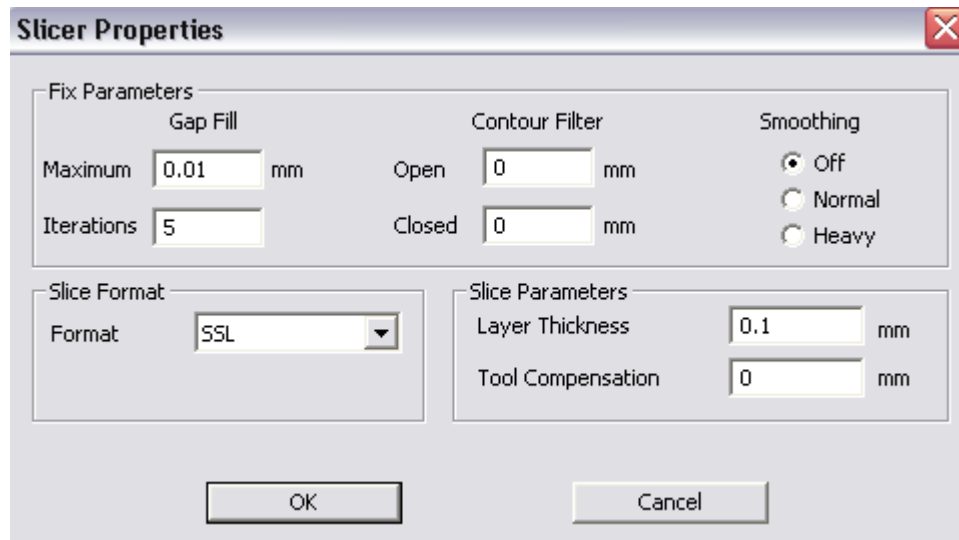 Slicer Properties
Fix Parameters
Gap Fill Contour Filter Smoothing
Maximum 0.01 mm Open 0 mm Off
Normal
Iterations 5 Closed 0 mm Heavy
Slice Format
Format SSL
Slice Parameters
Layer Thickness 0.1 mm
Tool Compensation 0 mm
OK Cancel